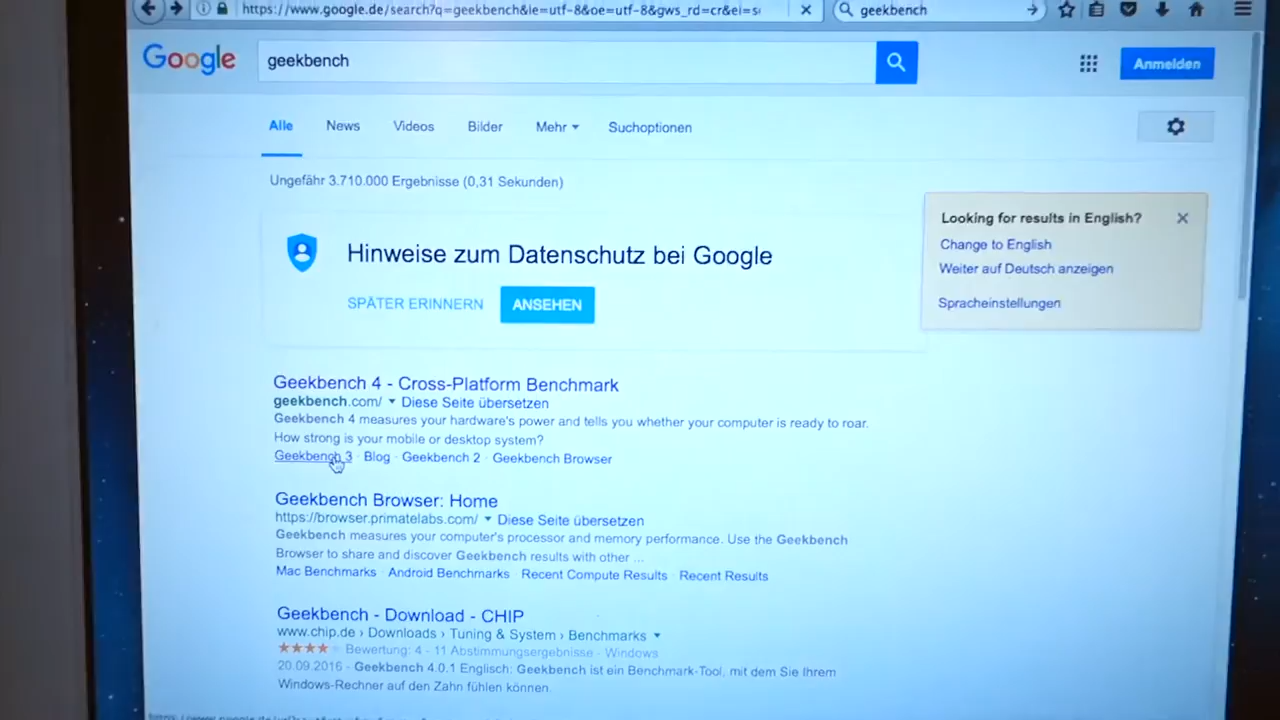 https://www.google.de/search?q=geekbench&ie=utf-8&oe=utf-8&gws_rd=cr&ei=s
geekbench
Google
geekbench
Anmelden
Alle News Videos Bilder Mehr Suchoptionen
Ungefähr 3.710.000 Ergebnisse (0,31 Sekunden)
Looking for results in English?
Change to English
Weiter auf Deutsch anzeigen
Spracheinstellungen
Hinweise zum Datenschutz bei Google
SPÄTER ERINNERN ANSEHEN
Geekbench 4 - Cross-Platform Benchmark
geekbench.com/ Diese Seite übersetzen
Geekbench 4 measures your hardware's power and tells you whether your computer is ready to roar.
How strong is your mobile or desktop system?
Geekbench 3 · Blog · Geekbench 2 · Geekbench Browser
Geekbench Browser: Home
https://browser.primatelabs.com/ Diese Seite übersetzen
Geekbench measures your computer's processor and memory performance. Use the Geekbench
Browser to share and discover Geekbench results with other ...
Mac Benchmarks · Android Benchmarks · Recent Compute Results · Recent Results
Geekbench - Download - CHIP
www.chip.de › Downloads › Tuning & System › Benchmarks
Bewertung: 4 - 11 Abstimmungsergebnisse - Windows
20.09.2016 - Geekbench 4.0.1 Englisch: Geekbench ist ein Benchmark-Tool, mit dem Sie Ihrem
Windows-Rechner auf den Zahn fühlen können.